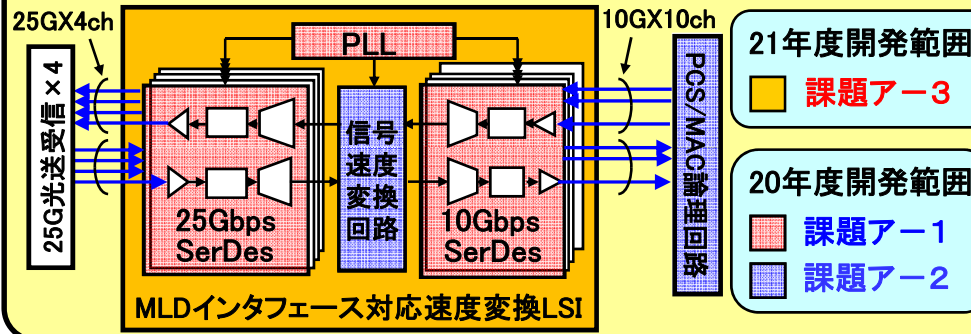 25GX4ch
10GX10ch
PLL
25G光送受信×4
25Gbps
SerDes
信号
速度
変換
回路
10Gbps
SerDes
PCS/MAC論理回路
MLDインタフェース対応速度変換LSI
21年度開発範囲
課題アー3
20年度開発範囲
課題アー1
課題アー2